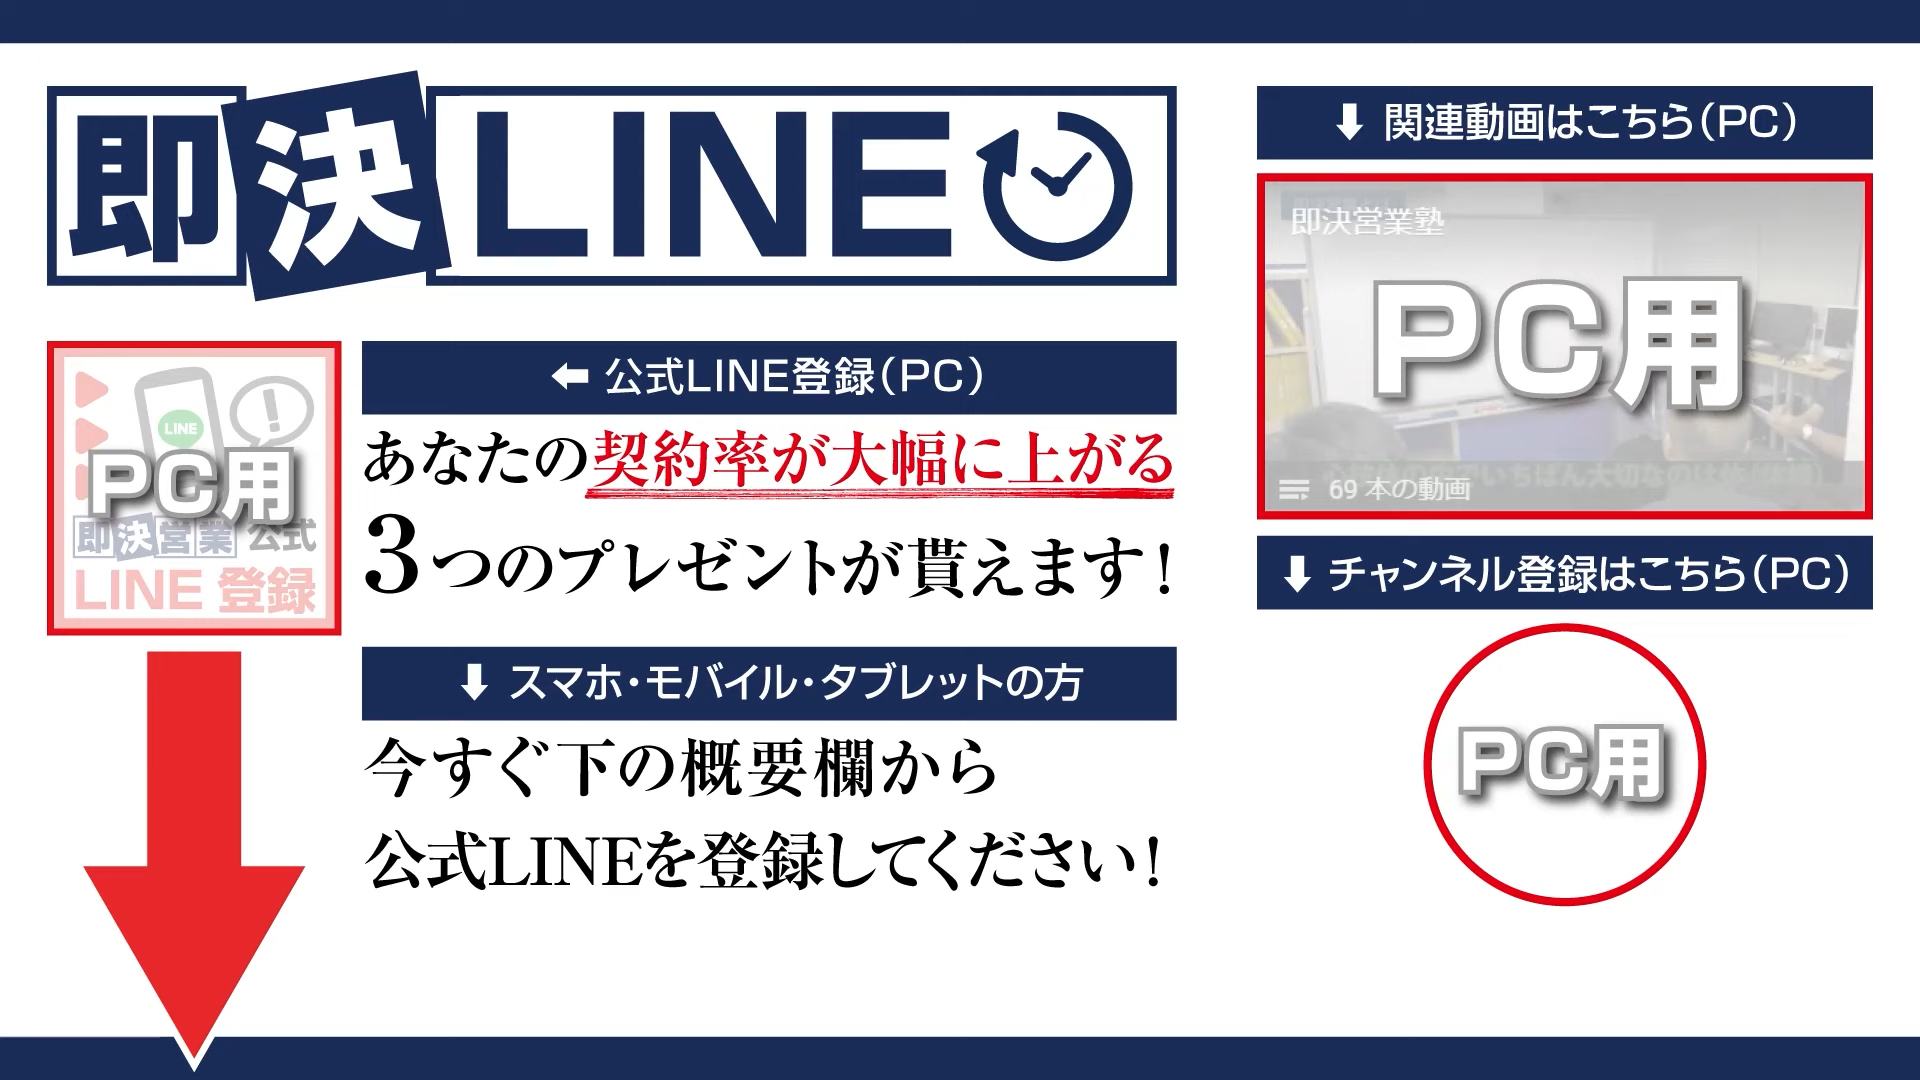 即決LINE
LINE
PC用
即決営業 公式
LINE 登録
⬅ 公式LINE登録(PC)
あなたの契約率が大幅に上がる
3つのプレゼントが貰えます!
⬇ スマホ・モバイル・タブレットの方
今すぐ下の概要欄から
公式LINEを登録してください!
⬇ 関連動画はこちら(PC)
即決営業塾
PC用
69 本の動画
⬇ チャンネル登録はこちら(PC)
PC用